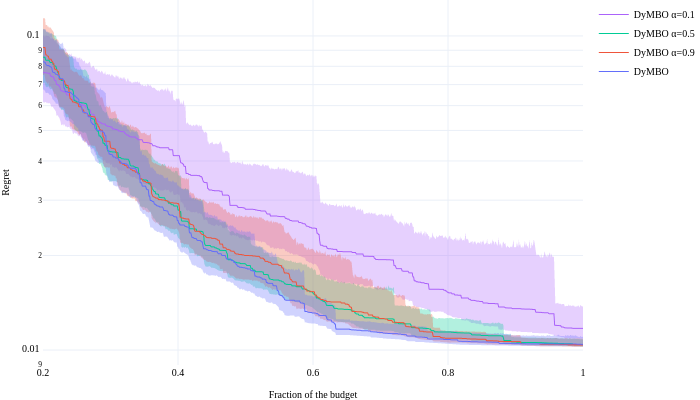 0.1
9
8
7
6
5
4
3
2
0.01
9
0.2
0.4
0.6
0.8
1
Regret
Fraction of the budget
DyMBO α=0.1
DyMBO α=0.5
DyMBO α=0.9
DyMBO